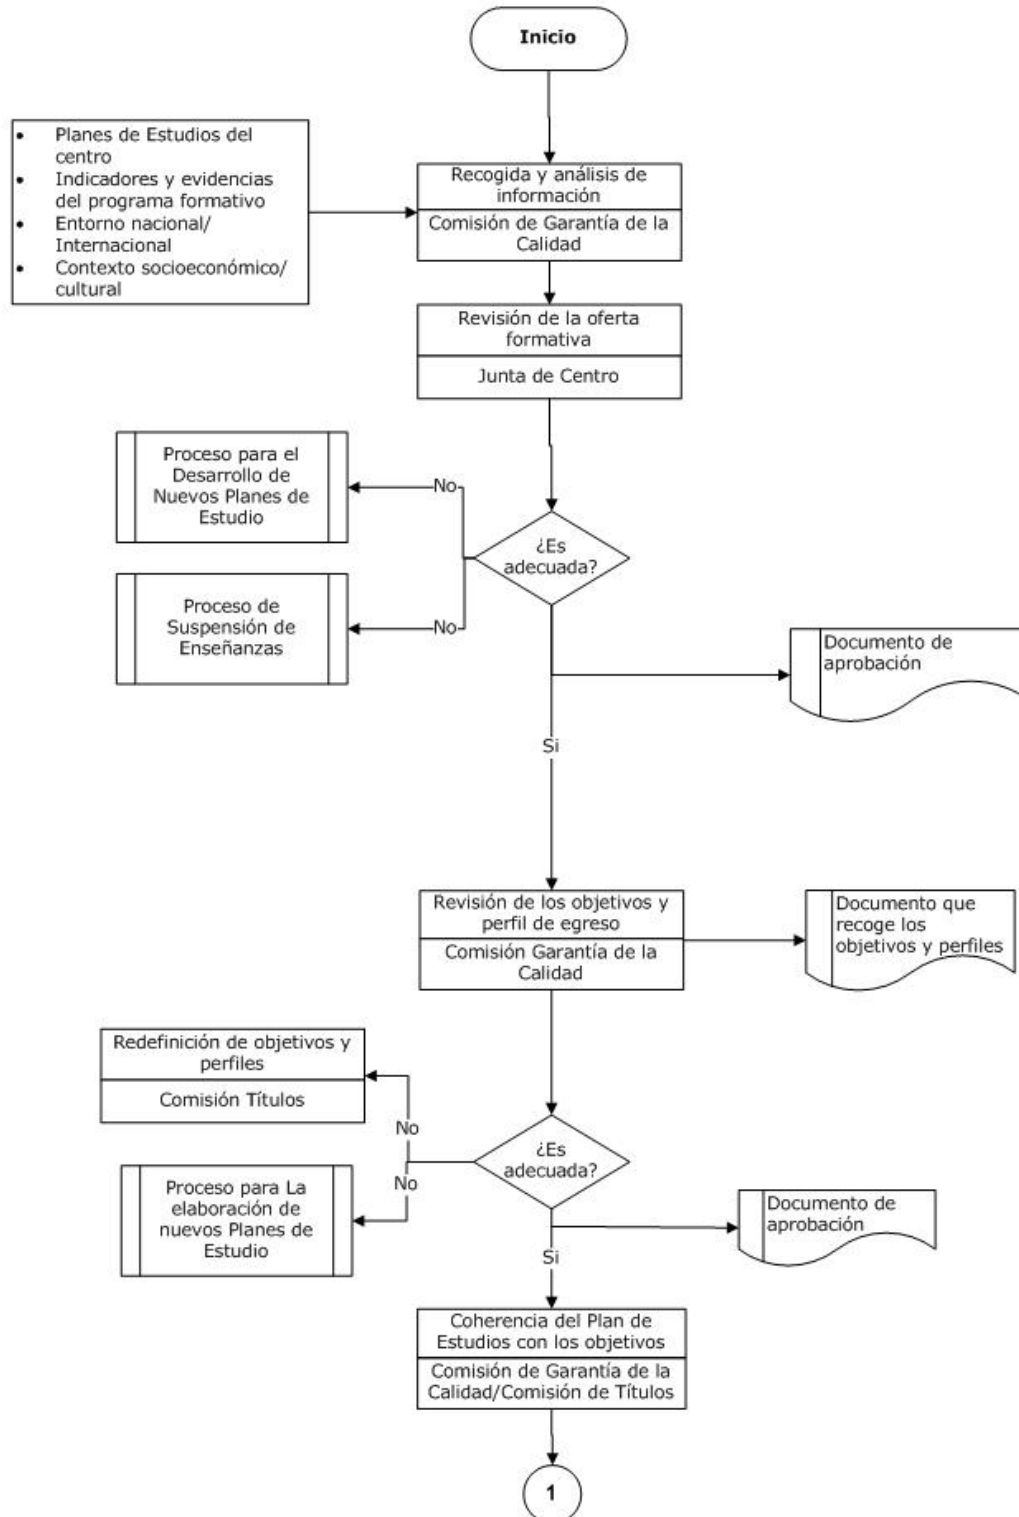 Inicio
• Planes de Estudios del
centro
• Indicadores y evidencias
del programa formativo
• Entorno nacional/
Internacional
• Contexto socioeconómico/
cultural
Recogida y análisis de
información
Comisión de Garantía de la
Calidad
Revisión de la oferta
formativa
Junta de Centro
Proceso para el
Desarrollo de
Nuevos Planes de
Estudio
No
¿Es
adecuada?
Proceso de
Suspensión de
Enseñanzas
No
Documento de
aprobación
Si
Revisión de los objetivos y
perfil de egreso
Comisión Garantía de la
Calidad
Documento que
recoge los
objetivos y perfiles
Redefinición de objetivos y
perfiles
Comisión Títulos
No
¿Es
adecuada?
No
Proceso para La
elaboración de
nuevos Planes de
Estudio
Documento de
aprobación
Si
Coherencia del Plan de
Estudios con los objetivos
Comisión de Garantía de la
Calidad/Comisión de Títulos
1